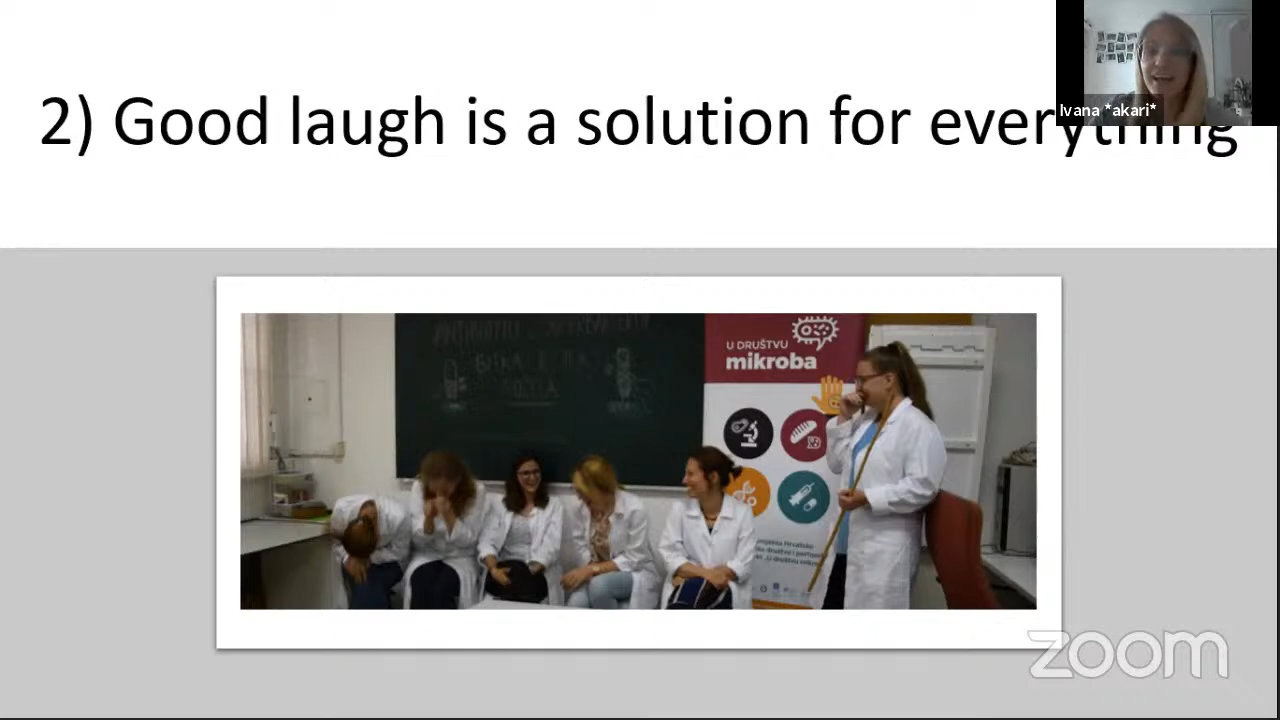 2) Good laugh is a solution for everything
Ivana *akari*
U DRUŠTVU
mikroba
zoom